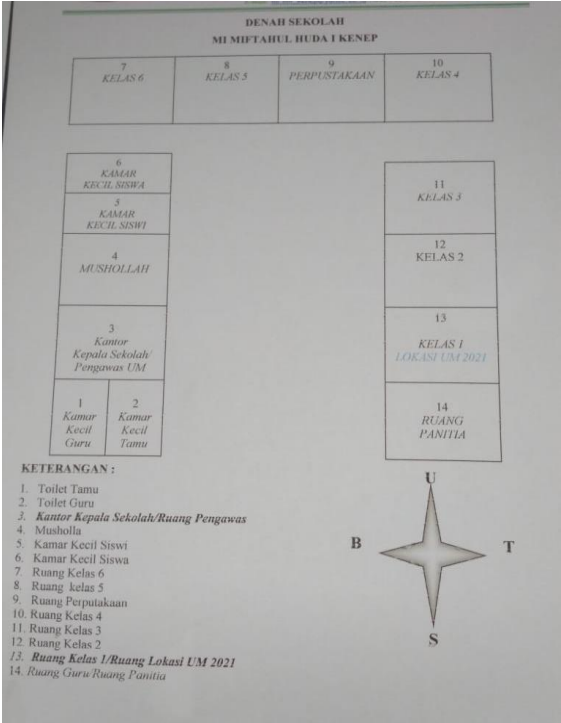 DENAH SEKOLAH
MI MIFTAHUL HUDA I KENEP
7
KELAS 6
8
KELAS 5
9
PERPUSTAKAAN
10
KELAS 4
6
KAMAR
KECIL SISWA
5
KAMAR
KECIL SISWI
4
MUSHOLLAH
3
Kantor
Kepala Sekolah/
Pengawas UM
1
Kamar
Kecil
Guru
2
Kamar
Kecil
Tamu
11
KELAS 3
12
KELAS 2
13
KELAS I
LOKASI UM 2021
14
RUANG
PANITIA
KETERANGAN :
1. Toilet Tamu
2. Toilet Guru
3. Kantor Kepala Sekolah/Ruang Pengawas
4. Musholla
5. Kamar Kecil Siswi
6. Kamar Kecil Siswa
7. Ruang Kelas 6
8. Ruang kelas 5
9. Ruang Perputakaan
10. Ruang Kelas 4
11. Ruang Kelas 3
12. Ruang Kelas 2
13. Ruang Kelas 1/Ruang Lokasi UM 2021
14. Ruang Guru/Ruang Panitia
U
B
T
S